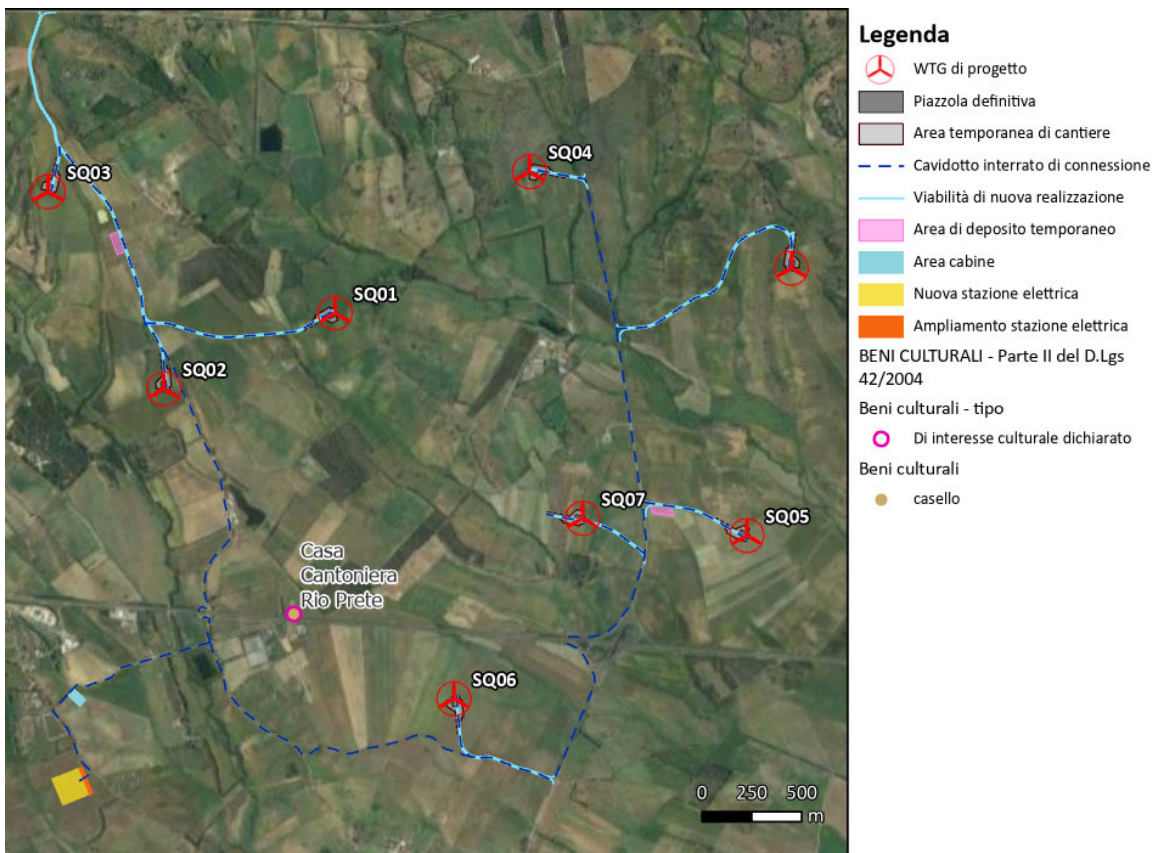 SQ03
SQ04
SQ01
SQ02
SQ07
SQ05
Casa
Cantoniera
Rio Prete
SQ06
0 250 500
m
Legenda
WTG di progetto
Piazzola definitiva
Area temporanea di cantiere
Cavidotto interrato di connessione
Viabilità di nuova realizzazione
Area di deposito temporaneo
Area cabine
Nuova stazione elettrica
Ampliamento stazione elettrica
BENI CULTURALI - Parte II del D.Lgs
42/2004
Beni culturali - tipo
Di interesse culturale dichiarato
Beni culturali
casello